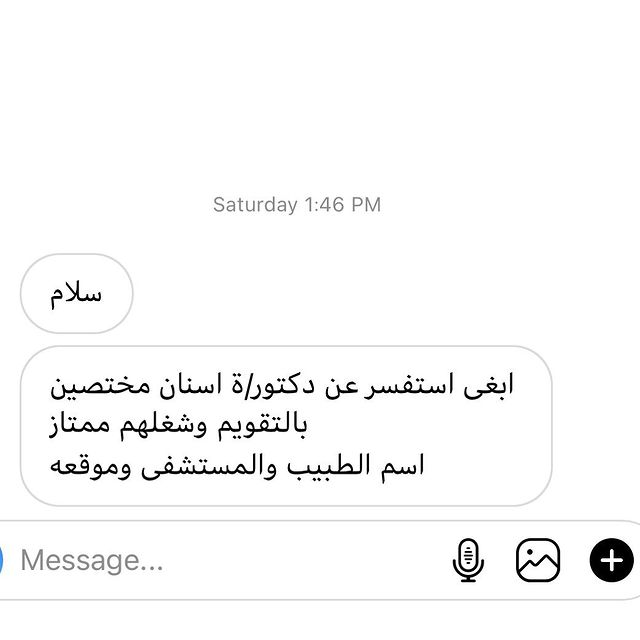 Saturday 1:46 PM
سلام
ابغى استفسر عن دكتور/ة اسنان مختصين
بالتقويم وشغلهم ممتاز
اسم الطبيب والمستشفى وموقعه
Message...